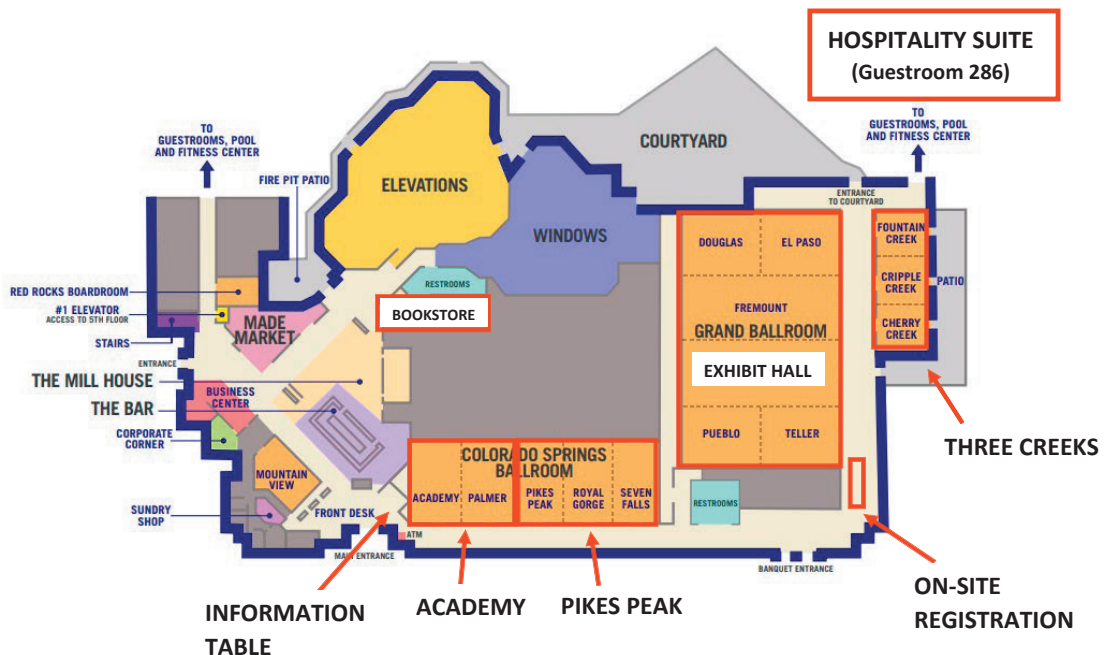 HOSPITALITY SUITE
(Guestroom 286)
TO
GUESTROOMS, POOL
AND FITNESS CENTER
TO
GUESTROOMS, POOL
AND FITNESS CENTER
COURTYARD
FIRE PIT PATIO
ELEVATIONS
ENTRANCE
TO COURTYARD
WINDOWS
DOUGLAS
EL PASO
FOUNTAIN
CREEK
RED ROCKS BOARDROOM
RESTROOMS
CRIPPLE
CREEK
PATIO
#1 ELEVATOR
ACCESS TO 5TH FLOOR
BOOKSTORE
FREMOUNT
GRAND BALLROOM
CHERRY
CREEK
MADE
MARKET
STAIRS
ENTRANCE
EXHIBIT HALL
THE MILL HOUSE
BUSINESS
CENTER
THE BAR
CORPORATE
CORNER
PUEBLO
TELLER
THREE CREEKS
COLORADO SPRINGS
BALLROOM
MOUNTAIN
VIEW
ACADEMY
PALMER
PIKES
PEAK
ROYAL
GORGE
SEVEN
FALLS
RESTROOMS
SUNDRY
SHOP
FRONT DESK
ATM
MAIN ENTRANCE
BANQUET ENTRANCE
INFORMATION
TABLE
ACADEMY
PIKES PEAK
ON-SITE
REGISTRATION